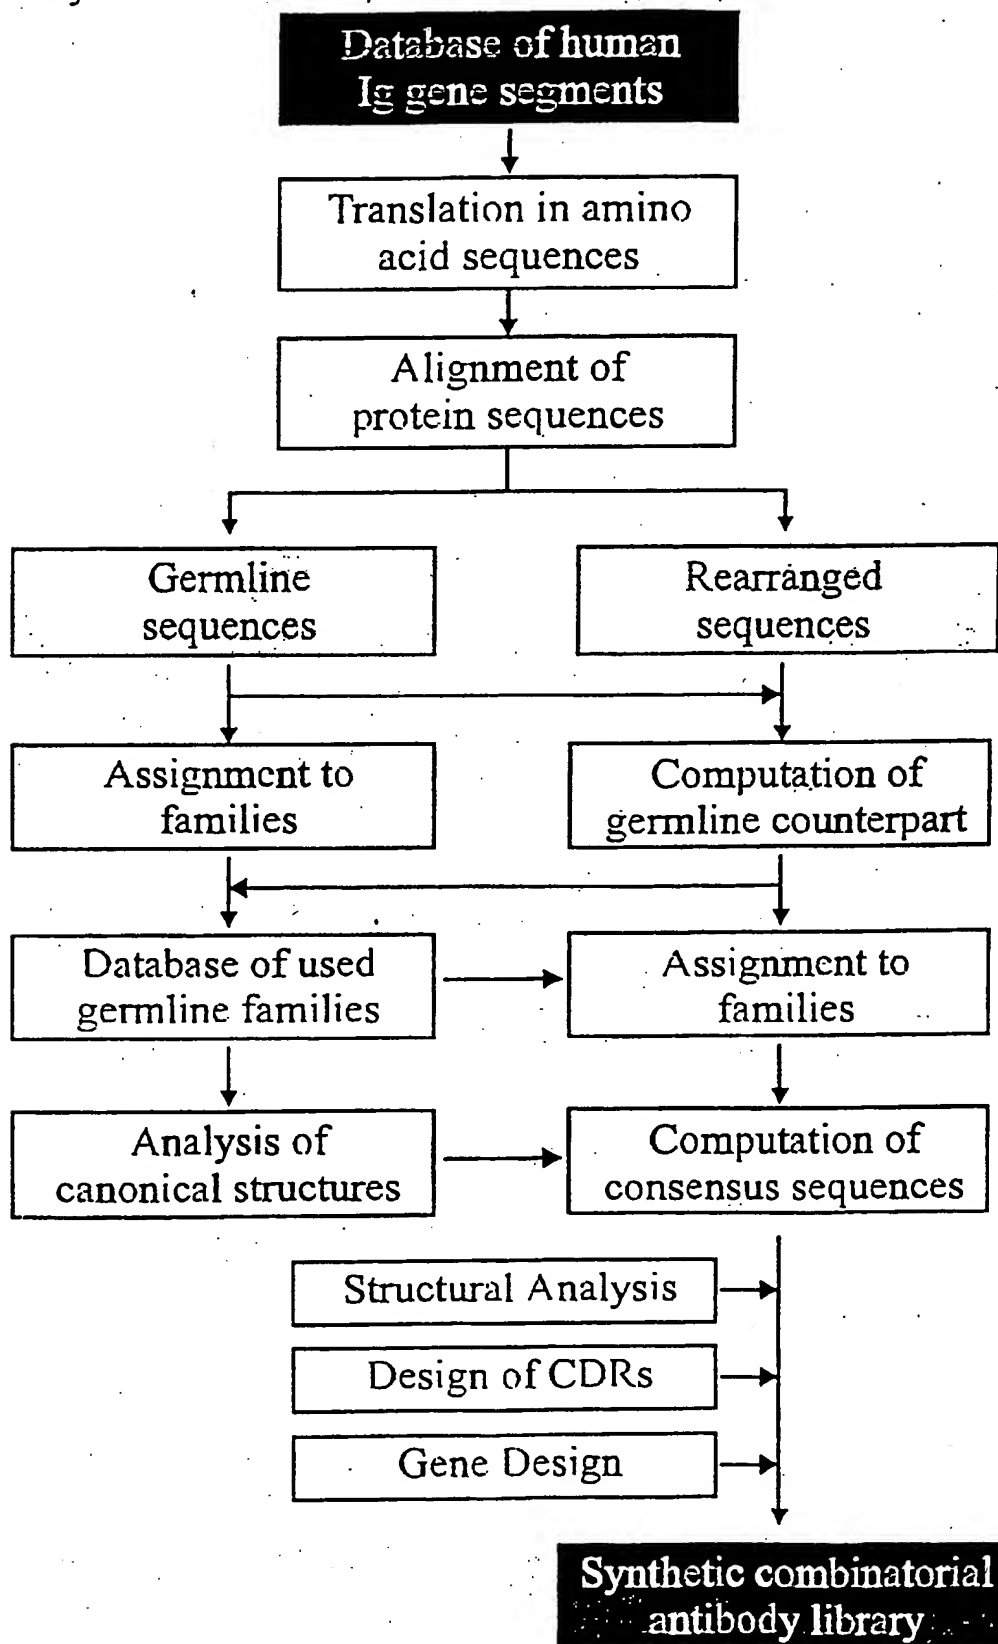 Database of human
Ig gene segments
Translation in amino
acid sequences
Alignment of
protein sequences
Germline
sequences
Rearranged
sequences
Assignment to
families
Computation of
germline counterpart
Database of used
germline families
Assignment to
families
Analysis of
canonical structures
Computation of
consensus sequences
Structural Analysis
Design of CDRs
Gene Design
Synthetic combinatorial
antibody library